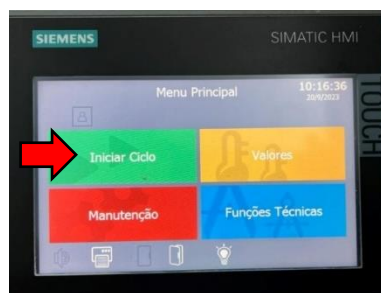 SIEMENS
SIMATIC HMI
Menu Principal
10:16:36
20/9/2023
TOUCH
Iniciar Ciclo
Valores
Manutenção
Funções Técnicas